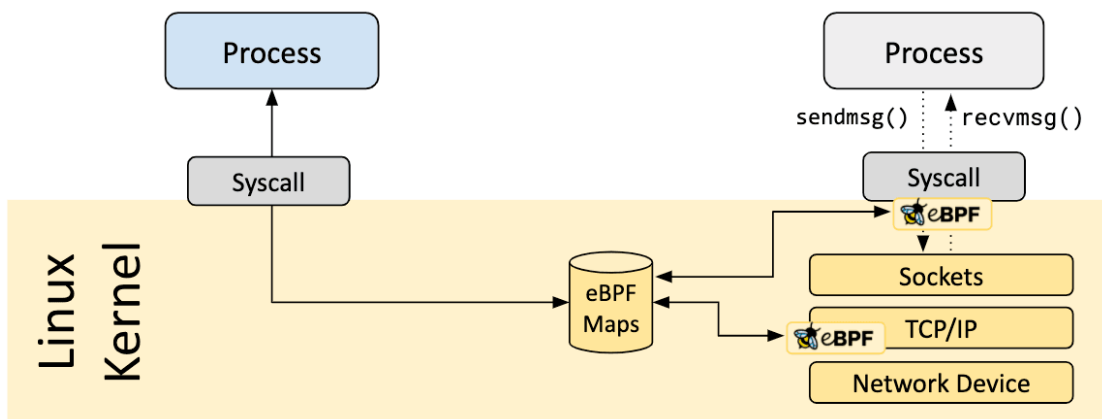 Process
Process
sendmsg()
recvmsg()
Syscall
Syscall
eBPF
Linux
Kernel
eBPF
Maps
Sockets
eBPF
TCP/IP
Network Device